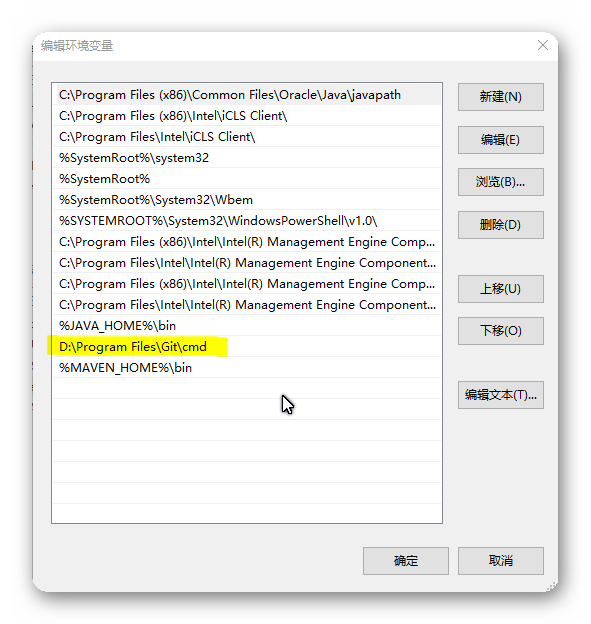 编辑环境变量
C:\Program Files (x86)\Common Files\Oracle\Java\javapath
C:\Program Files (x86)\Intel\iCLS Client\
C:\Program Files\Intel\iCLS Client\
%SystemRoot%\system32
%SystemRoot%
%SystemRoot%\System32\Wbem
%SYSTEMROOT%\System32\WindowsPowerShell\v1.0\
C:\Program Files (x86)\Intel\Intel(R) Management Engine Comp...
C:\Program Files\Intel\Intel(R) Management Engine Component...
C:\Program Files (x86)\Intel\Intel(R) Management Engine Comp...
C:\Program Files\Intel\Intel(R) Management Engine Component...
%JAVA_HOME%\bin
D:\Program Files\Git\cmd
%MAVEN_HOME%\bin
新建(N)
编辑(E)
浏览(B)...
删除(D)
上移(U)
下移(O)
编辑文本(T)...
确定
取消